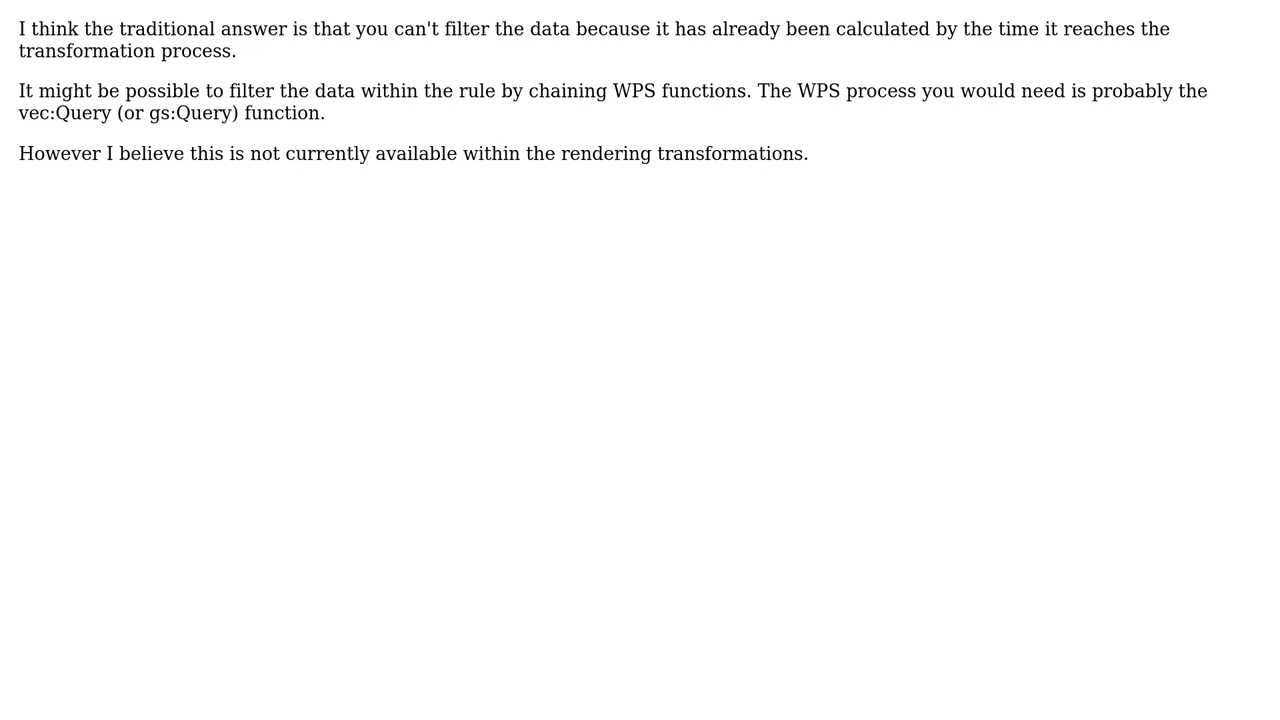 I think the traditional answer is that you can't filter the data because it has already been calculated by the time it reaches the
transformation process.
It might be possible to filter the data within the rule by chaining WPS functions. The WPS process you would need is probably the
vec:Query (or gs:Query) function.
However I believe this is not currently available within the rendering transformations.